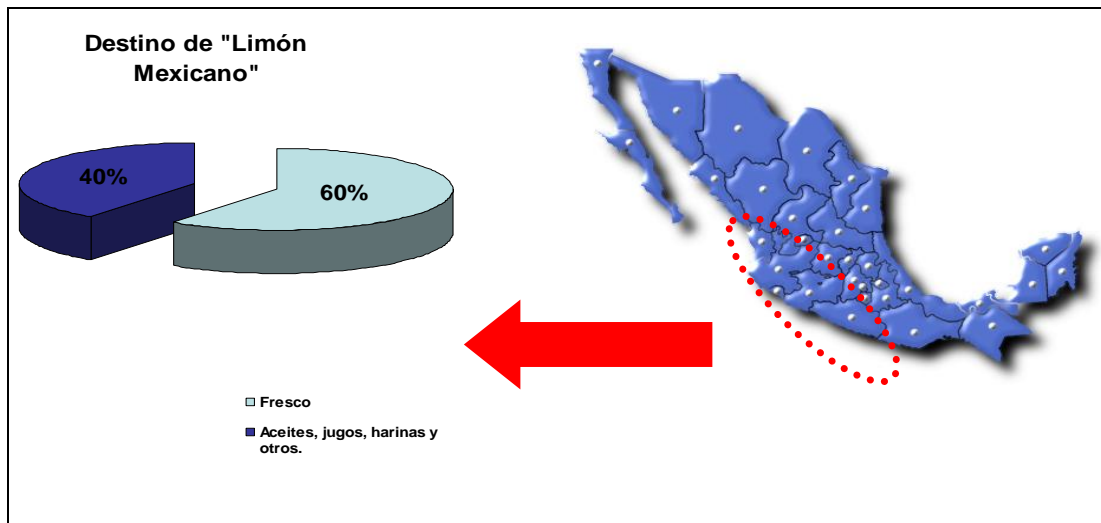 Destino de "Limón
Mexicano"
40%
60%
Fresco
Aceites, jugos, harinas y
otros.